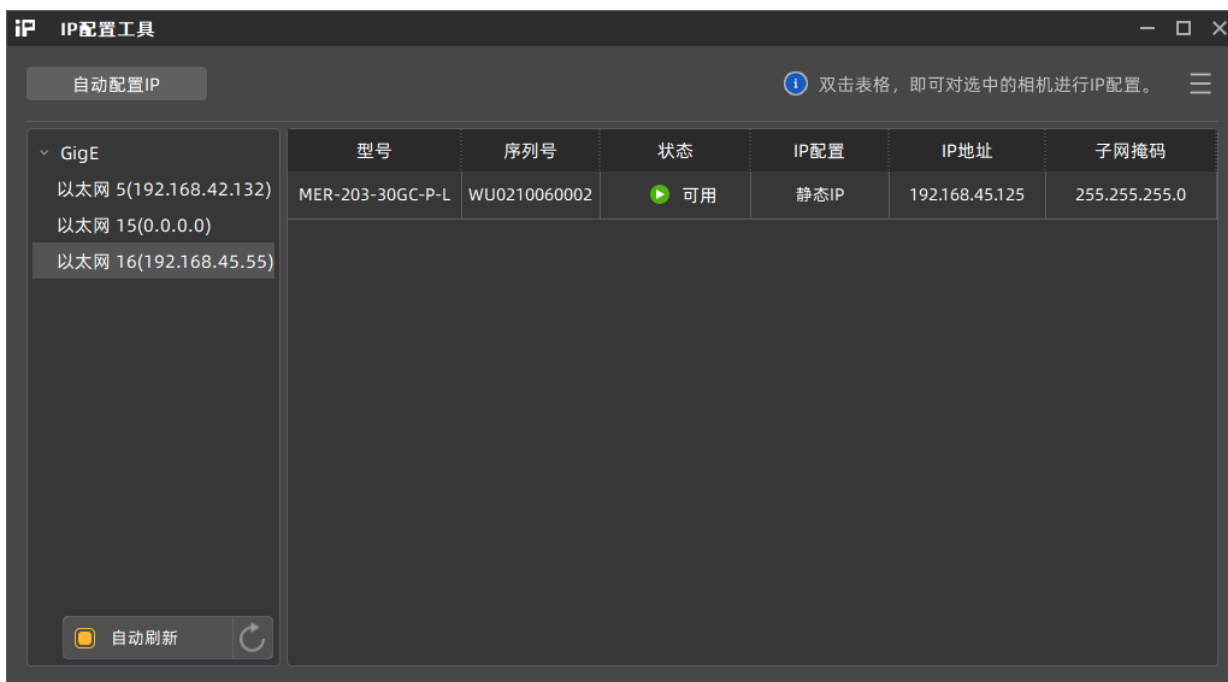 iP IP配置工具
自动配置IP
双击表格，即可对选中的相机进行IP配置。
GigE
以太网 5(192.168.42.132)
以太网 15(0.0.0.0)
以太网 16(192.168.45.55)
型号 序列号 状态 IP配置 IP地址 子网掩码
MER-203-30GC-P-L WU0210060002 可用 静态IP 192.168.45.125 255.255.255.0
自动刷新